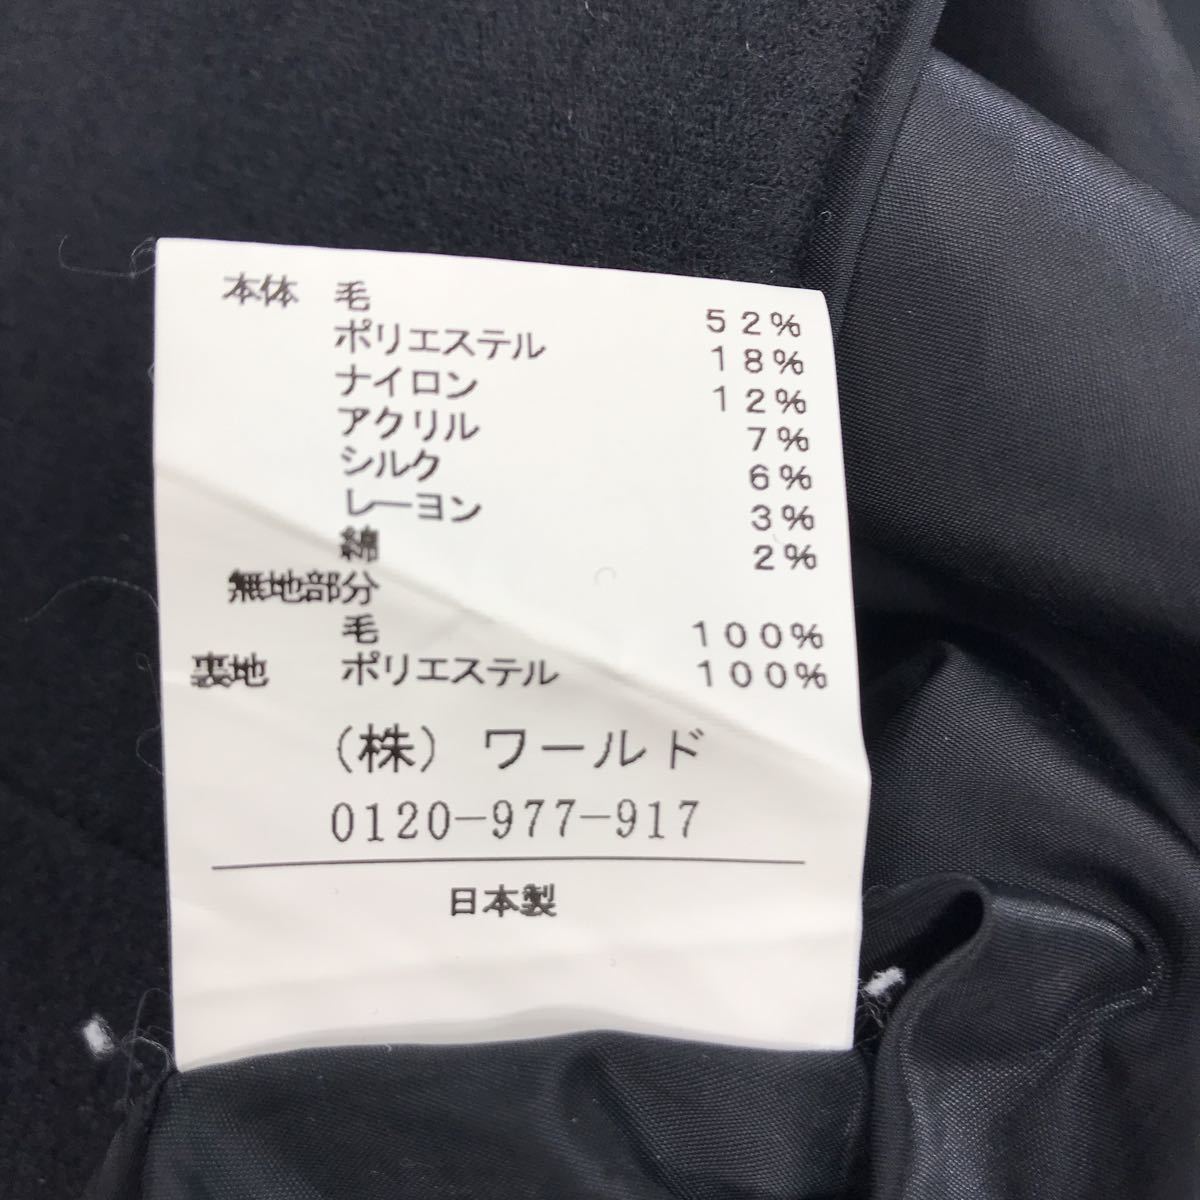 本体 毛 52%
ポリエステル 18%
ナイロン 12%
アクリル 7%
シルク 6%
レーヨン 3%
綿 2%
無地部分
毛 100%
裏地 ポリエステル 100%
(株) ワールド
0120-977-917
日本製